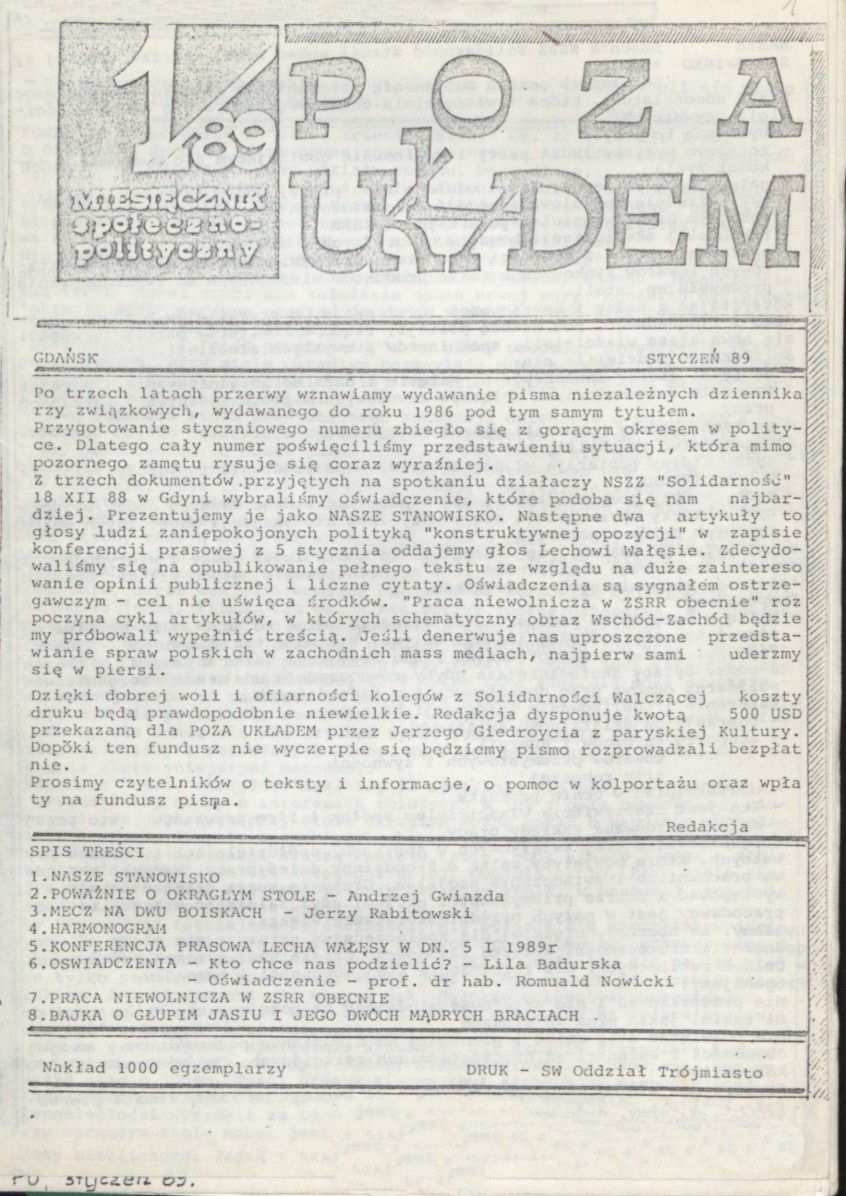 1/89
MIESIĘCZNIK
społeczno-
polityczny
POZA
UKŁADEM
GDAŃSK STYCZEŃ 89
Po trzech latach przerwy wznawiamy wydawanie pisma niezależnych dziennika
rzy związkowych, wydawanego do roku 1986 pod tym samym tytułem.
Przygotowanie styczniowego numeru zbiegło się z gorącym okresem w polity-
ce. Dlatego cały numer poświęciliśmy przedstawieniu sytuacji, która mimo
pozornego zamętu rysuje się coraz wyraźniej.
Z trzech dokumentów przyjętych na spotkaniu działaczy NSZZ "Solidarność"
18 XII 88 w Gdyni wybraliśmy oświadczenie, które podoba się nam najbar-
dziej. Prezentujemy je jako NASZE STANOWISKO. Następne dwa artykuły to
głosy ludzi zaniepokojonych polityką "konstruktywnej opozycji" w zapisie
konferencji prasowej z 5 stycznia oddajemy głos Lechowi Wałęsie. Zdecydo-
waliśmy się na opublikowanie pełnego tekstu ze względu na duże zaintereso
wanie opinii publicznej i liczne cytaty. Oświadczenia są sygnałem ostrze-
gawczym - cel nie uświęca środków. "Praca niewolnicza w ZSRR obecnie" roz
poczyna cykl artykułów, w których schematyczny obraz Wschód-Zachód będzie
my próbowali wypełnić treścią. Jeśli denerwuje nas uproszczone przedsta-
wianie spraw polskich w zachodnich mass mediach, najpierw sami uderzmy
się w piersi.
Dzięki dobrej woli i ofiarności kolegów z Solidarności Walczącej koszty
druku będą prawdopodobnie niewielkie. Redakcja dysponuje kwotą 500 USD
przekazaną dla POZA UKŁADEM przez Jerzego Giedroycia z paryskiej Kultury.
Dopóki ten fundusz nie wyczerpie się będziemy pismo rozprowadzali bezpłat
nie.
Prosimy czytelników o teksty i informacje, o pomoc w kolportażu oraz wpła
ty na fundusz pisma.
Redakcja
SPIS TREŚCI
1.NASZE STANOWISKO
2.POWAŻNIE O OKRĄGŁYM STOLE - Andrzej Gwiazda
3.MECZ NA DWU BOISKACH - Jerzy Rabitowski
4.HARMONOGRAM
5.KONFERENCJA PRASOWA LECHA WAŁĘSY W DN. 5 I 1989r
6.OSWIADCZENIA - Kto chce nas podzielić? - Lila Badurska
- Oświadczenie - prof. dr hab. Romuald Nowicki
7.PRACA NIEWOLNICZA W ZSRR OBECNIE
8.BAJKA O GŁUPIM JASIU I JEGO DWÓCH MĄDRYCH BRACIACH .
Nakład 1000 egzemplarzy DRUK - SW Oddział Trójmiasto
PU, styczeń 89.